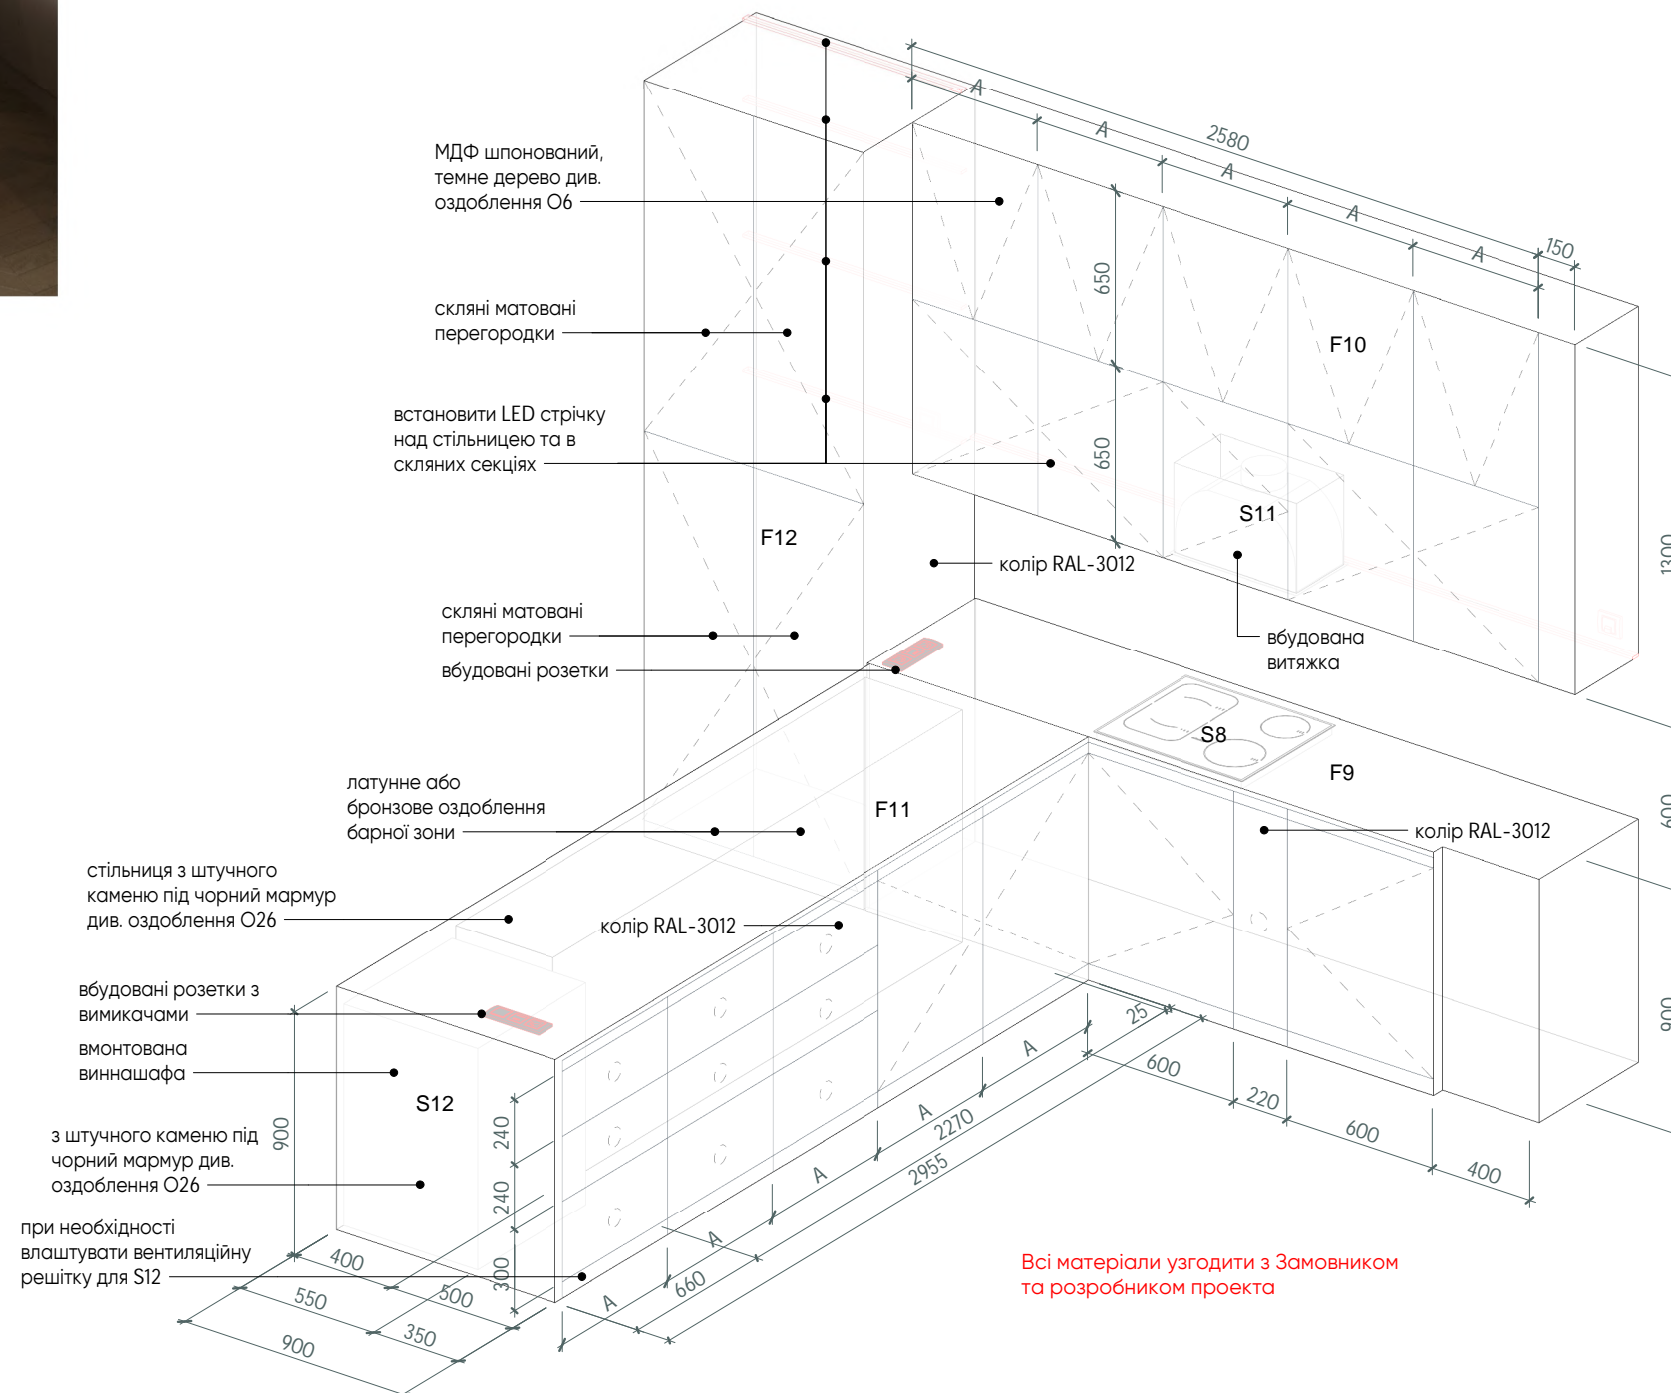 A
A
2580
A
МДФ шпонований,
темне дерево див.
оздоблення О6
A
150
A
650
скляні матовані
перегородки
F10
встановити LED стрічку
над стільницею та в
скляних секціях
650
S11
F12
1300
колір RAL-3012
скляні матовані
перегородки
вбудована
витяжка
вбудовані розетки
S8
F9
латунне або
бронзове оздоблення
барної зони
F11
600
колір RAL-3012
стільниця з штучного
каменю під чорний мармур
див. оздоблення О26
колір RAL-3012
вбудовані розетки з
вимикачами
25
900
вмонтована
виннашафа
A
600
S12
220
900
240
A
2270
600
з штучного каменю під
чорний мармур див.
оздоблення О26
2955
A
400
240
при необхідності
влаштувати вентиляційну
решітку для S12
A
400
300
660
Всі матеріали узгодити з Замовником
та розробником проекта
550
500
A
350
900